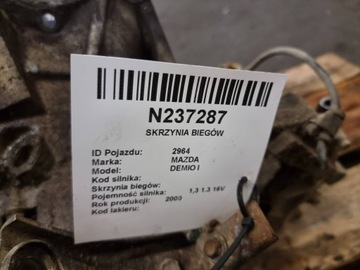 N237287
SKRZYNIA BIEGÓW
ID Pojazdu: 2964
Marka: MAZDA
Model: DEMIO I
Kod silnika:
Skrzynia biegów:
Pojemność silnika: 1,3 1.3 16V
Rok produkcji: 2003
Kod lakieru: